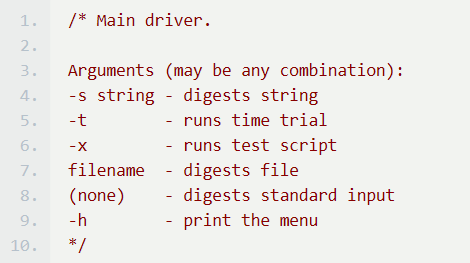 1. /* Main driver.
2.
3. Arguments (may be any combination):
4. -s string - digests string
5. -t        - runs time trial
6. -x        - runs test script
7. filename  - digests file
8. (none)    - digests standard input
9. -h        - print the menu
10. */